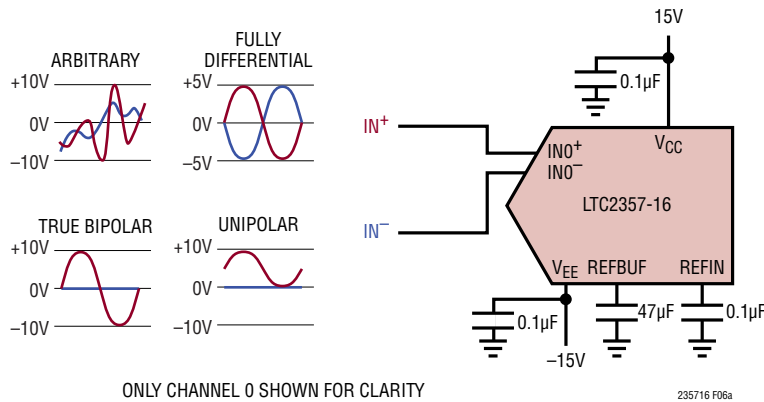 ARBITRARY
+10V
0V
–10V
FULLY
DIFFERENTIAL
+5V
0V
–5V
TRUE BIPOLAR
+10V
0V
–10V
UNIPOLAR
+10V
0V
–10V
15V
0.1µF
IN+
IN–
VCC
IN0+
IN0–
LTC2357-16
VEE
REFBUF
REFIN
0.1µF
47µF
0.1µF
–15V
ONLY CHANNEL 0 SHOWN FOR CLARITY
235716 F06a